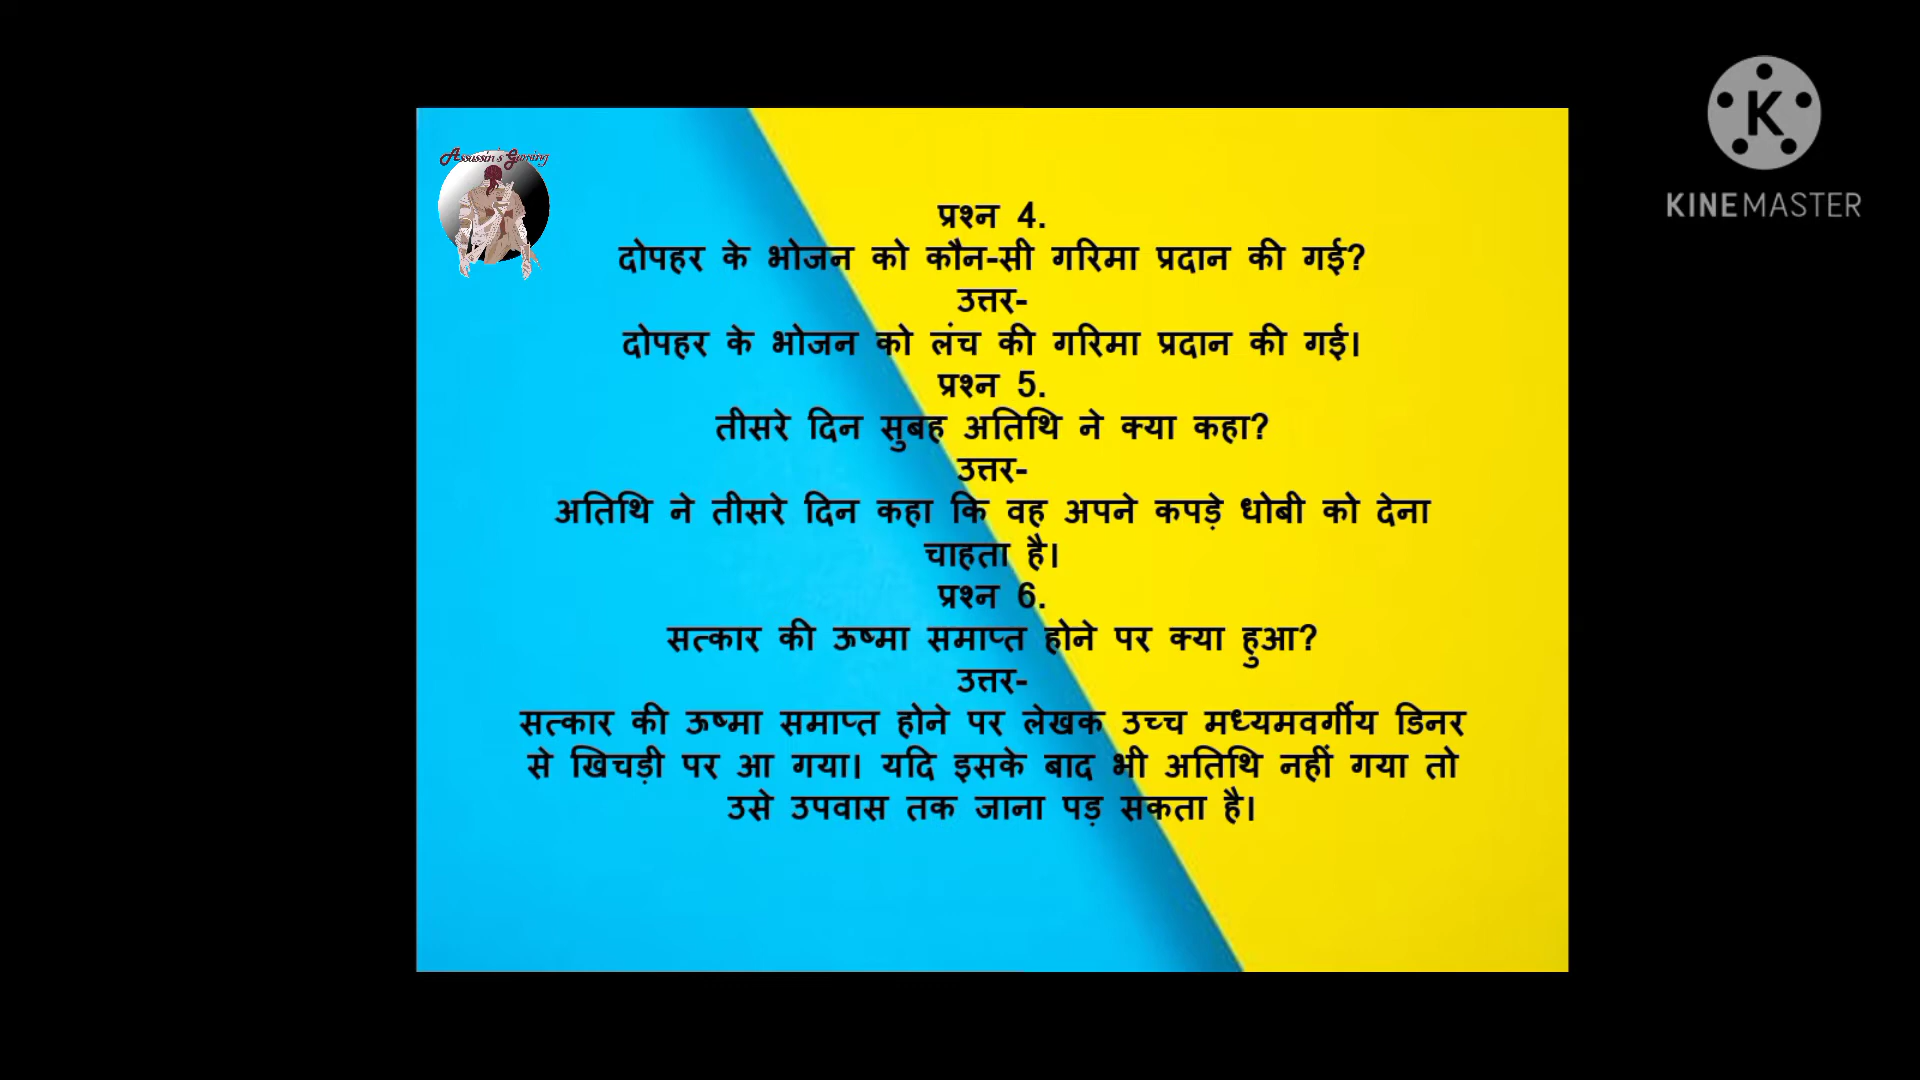 Assassin's Gaming
K
KINEMASTER
प्रश्न 4.
दोपहर के भोजन को कौन-सी गरिमा प्रदान की गई?
उत्तर-
दोपहर के भोजन को लंच की गरिमा प्रदान की गई।
प्रश्न 5.
तीसरे दिन सुबह अतिथि ने क्या कहा?
उत्तर-
अतिथि ने तीसरे दिन कहा कि वह अपने कपड़े धोबी को देना
चाहता है।
प्रश्न 6.
सत्कार की ऊष्मा समाप्त होने पर क्या हुआ?
उत्तर-
सत्कार की ऊष्मा समाप्त होने पर लेखक उच्च मध्यमवर्गीय डिनर
से खिचड़ी पर आ गया। यदि इसके बाद भी अतिथि नहीं गया तो
उसे उपवास तक जाना पड़ सकता है।